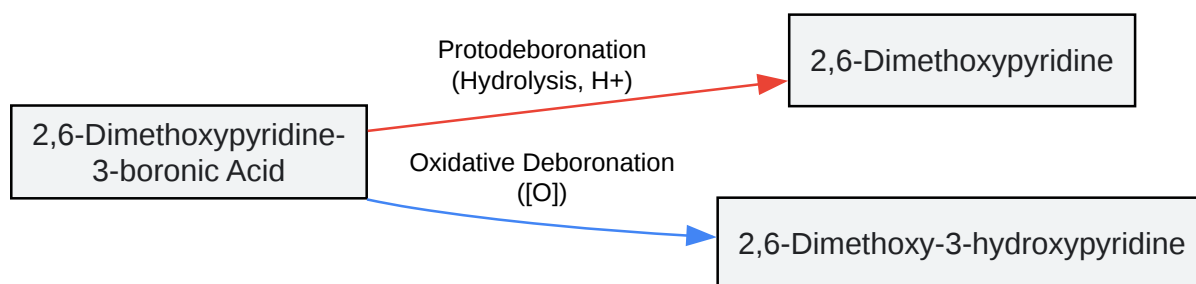 Protodeboronation
(Hydrolysis, H+)
2,6-Dimethoxypyridine
2,6-Dimethoxypyridine-
3-boronic Acid
Oxidative Deboronation
([O])
2,6-Dimethoxy-3-hydroxypyridine